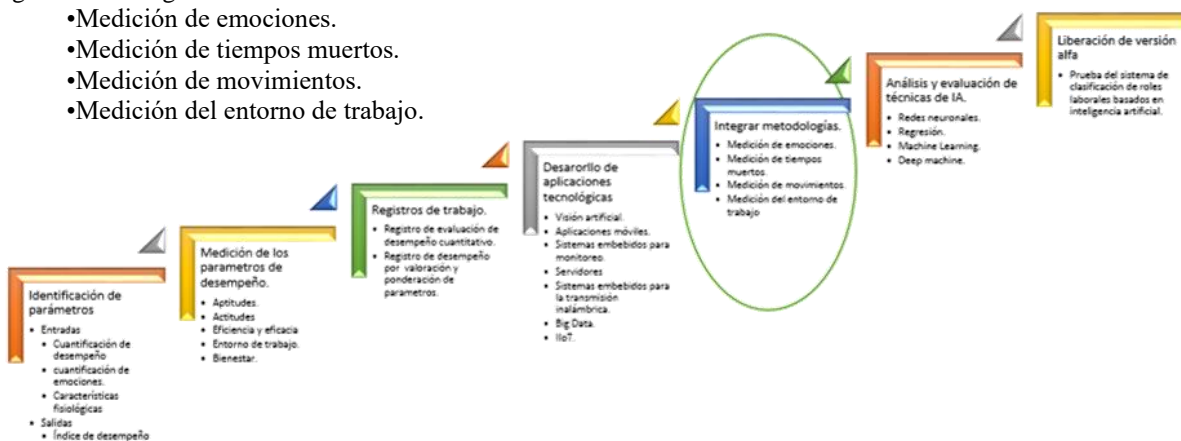 •Medición de emociones.
•Medición de tiempos muertos.
•Medición de movimientos.
•Medición del entorno de trabajo.
Identificación de
parámetros
• Entradas
• Cuantificación de
desempeño
• cuantificación de
emociones.
• Características
fisiológicas
• Salidas
• Índice de desempeño
Medición de los
parametros de
desempeño.
• Aptitudes.
• Actitudes
• Eficiencia y eficacia
• Entorno de trabajo.
• Bienestar.
Registros de trabajo.
• Registro de evaluación de
desempeño cuantitativo.
• Registro de desempeño
por valoración y
ponderación de
parametros.
Desarorllo de
aplicaciones
tecnológicas
• Visión artificial.
• Aplicaciones móviles.
• Sistemas embebidos para
monitoreo.
• Servidores
• Sistemas embebidos para
la transmisión
inalámbrica.
• Big Data.
• IIoT.
Integrar metodologías.
• Medición de emociones.
• Medición de tiempos
muertos.
• Medición de movimientos.
• Medición del entorno de
trabajo
Análisis y evaluación de
técnicas de IA.
• Redes neuronales.
• Regresión.
• Machine Learning.
• Deep machine.
Liberación de versión
alfa
• Prueba del sistema de
clasificación de roles
laborales basados en
inteligencia artificial.